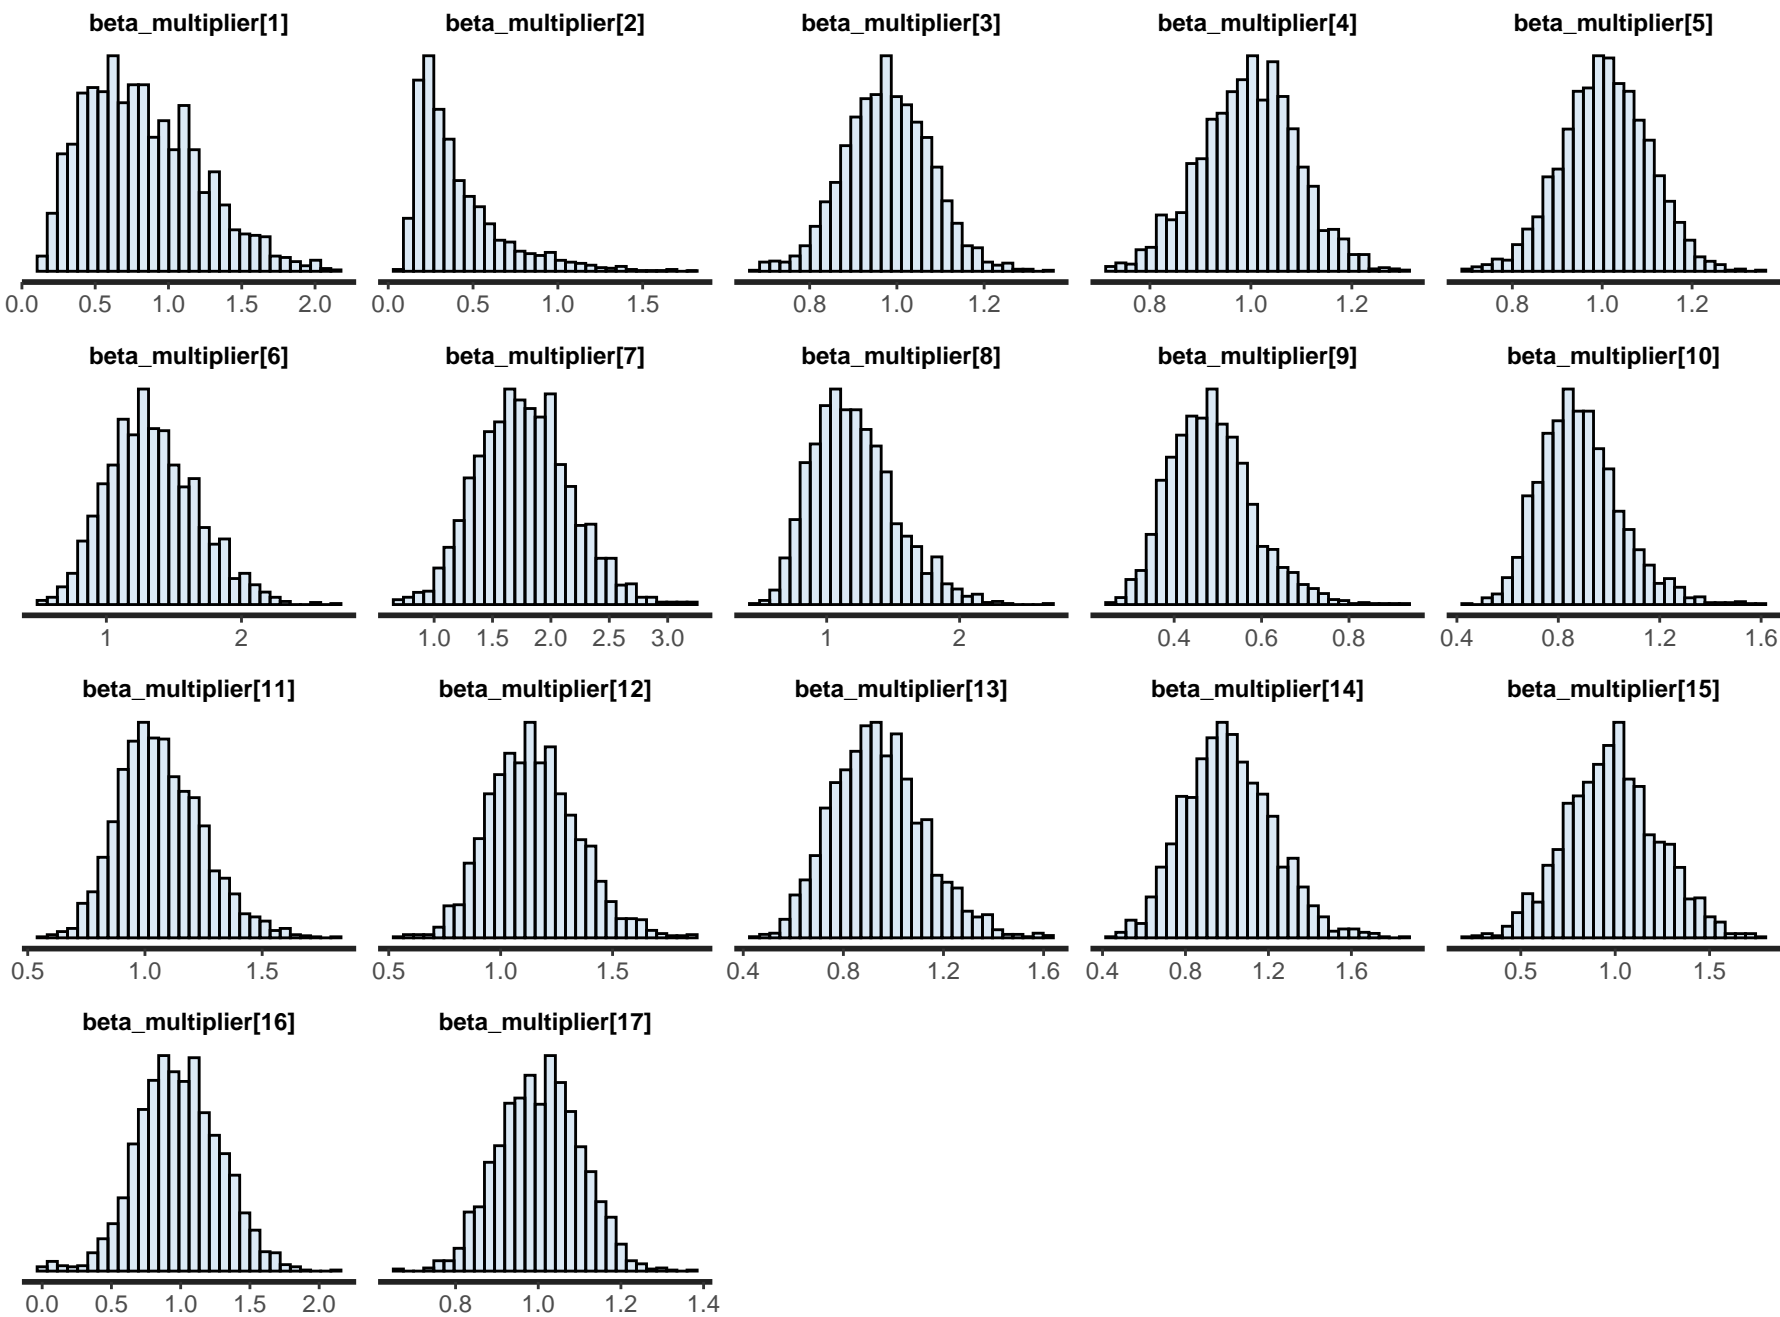 beta_multiplier[1] beta_multiplier[2] beta_multiplier[3] beta_multiplier[4] beta_multiplier[5]
0.0 0.5 1.0 1.5 2.0 0.0 0.5 1.0 1.5 0.8 1.0 1.2 0.8 1.0 1.2 0.8 1.0 1.2
beta_multiplier[6] beta_multiplier[7] beta_multiplier[8] beta_multiplier[9] beta_multiplier[10]
1 2 1.0 1.5 2.0 2.5 3.0 1 2 0.4 0.6 0.8 0.4 0.8 1.2 1.6
beta_multiplier[11] beta_multiplier[12] beta_multiplier[13] beta_multiplier[14] beta_multiplier[15]
0.5 1.0 1.5 0.5 1.0 1.5 0.4 0.8 1.2 1.6 0.4 0.8 1.2 1.6 0.5 1.0 1.5
beta_multiplier[16] beta_multiplier[17]
0.0 0.5 1.0 1.5 2.0 0.8 1.0 1.2 1.4